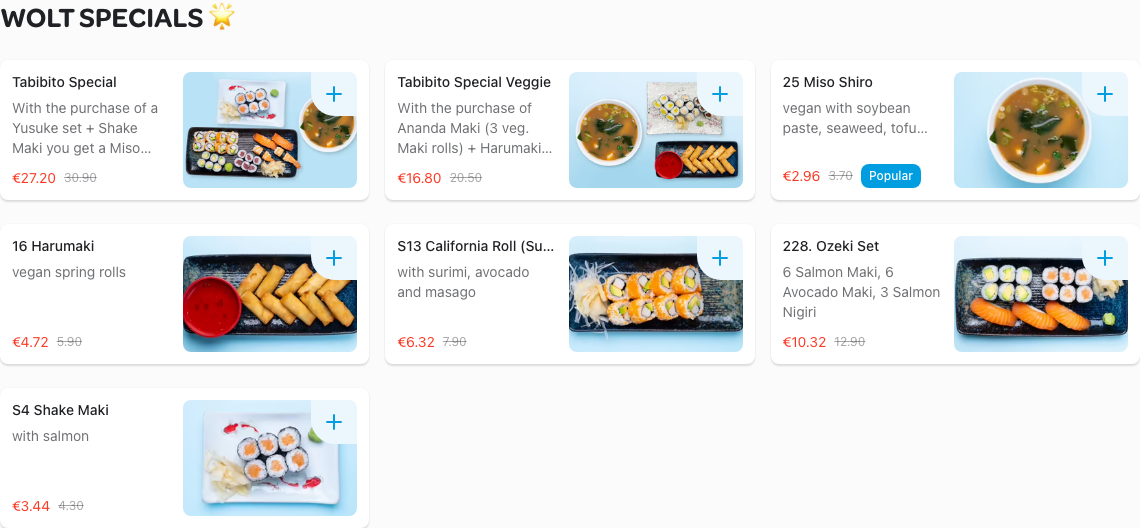 WOLT SPECIALS 🌟
Tabibito Special
With the purchase of a
Yusuke set + Shake
Maki you get a Miso...
€27.20 30.90
Tabibito Special Veggie
With the purchase of
Ananda Maki (3 veg.
Maki rolls) + Harumaki...
€16.80 20.50
25 Miso Shiro
vegan with soybean
paste, seaweed, tofu...
€2.96 3.70 Popular
16 Harumaki
vegan spring rolls
€4.72 5.90
S13 California Roll (Su...
with surimi, avocado
and masago
€6.32 7.90
228. Ozeki Set
6 Salmon Maki, 6
Avocado Maki, 3 Salmon
Nigiri
€10.32 12.90
S4 Shake Maki
with salmon
€3.44 4.30